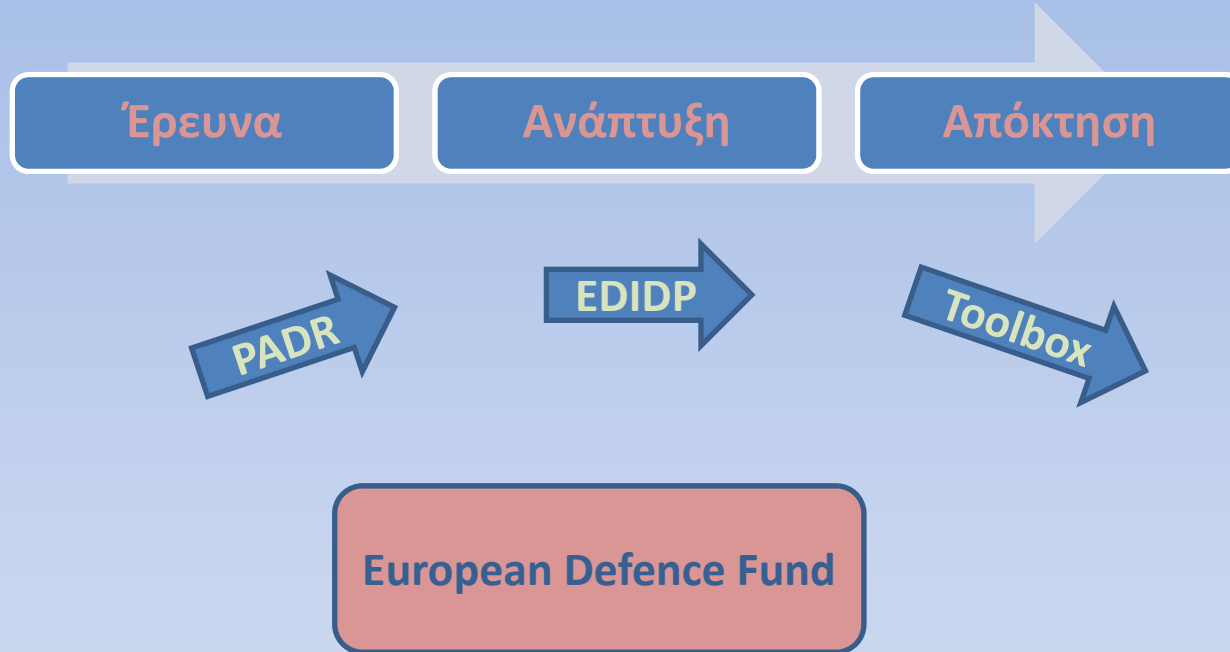 Έρευνα
Ανάπτυξη
Απόκτηση
PADR
EDIDP
Toolbox
European Defence Fund